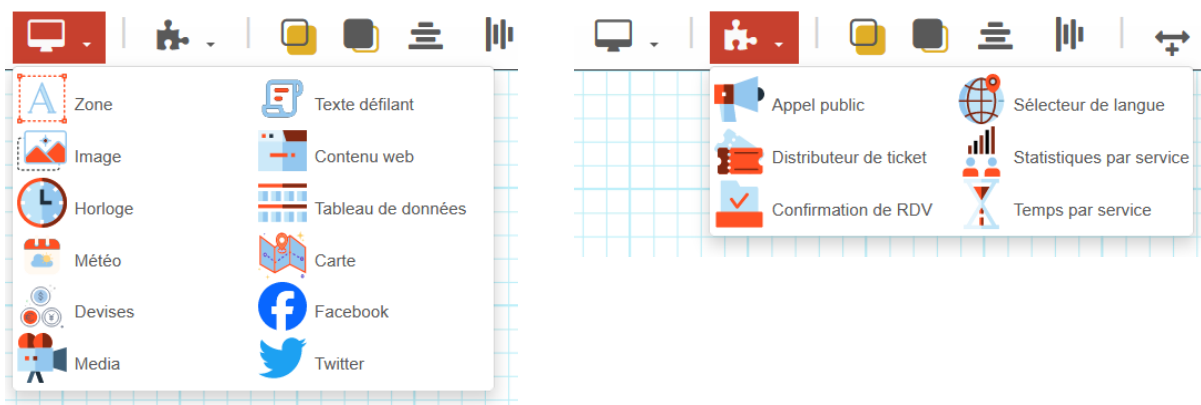 Zone
Texte défilant
Image
Contenu web
Horloge
Tableau de données
Météo
Carte
Devises
Facebook
Media
Twitter
Appel public
Sélecteur de langue
Distributeur de ticket
Statistiques par service
Confirmation de RDV
Temps par service